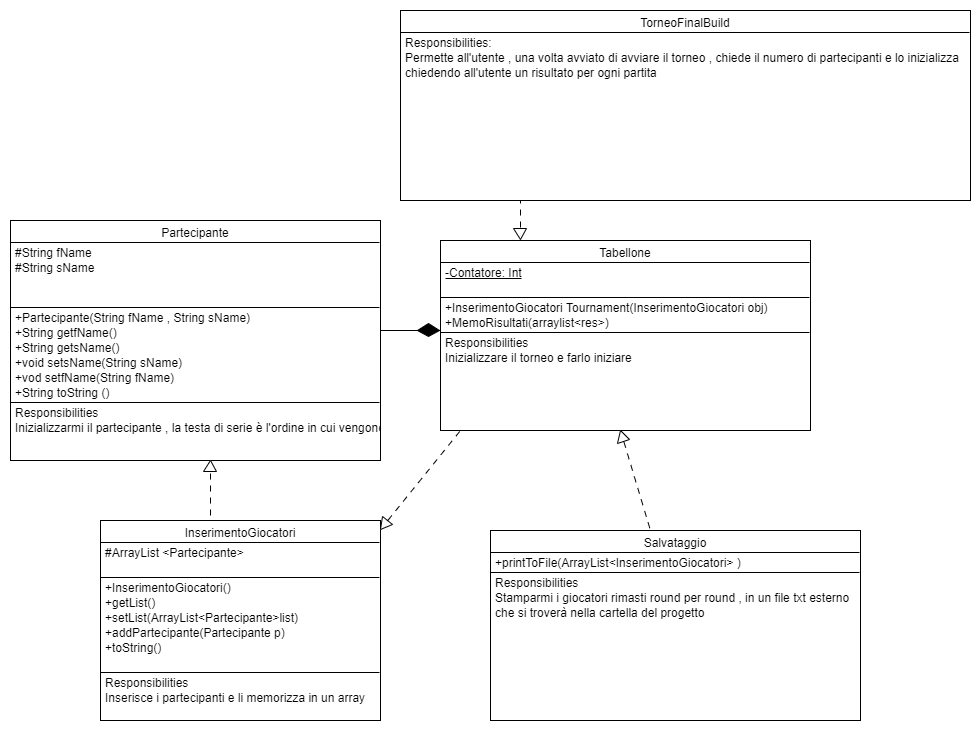 TorneoFinalBuild
Responsibilities:
Permette all'utente , una volta avviato di avviare il torneo , chiede il numero di partecipanti e lo inizializza
chiedendo all'utente un risultato per ogni partita
Partecipante
#String fName
#String sName
+Partecipante(String fName , String sName)
+String getfName()
+String getsName()
+void setsName(String sName)
+vod setfName(String fName)
+String toString ()
Responsibilities
Inizializzarmi il partecipante , la testa di serie è l'ordine in cui vengono
Tabellone
-Contatore: Int
+InserimentoGiocatori Tournament(InserimentoGiocatori obj)
+MemoRisultati(arraylist<res>)
Responsibilities
Inizializzare il torneo e farlo iniziare
InserimentoGiocatori
#ArrayList <Partecipante>
+InserimentoGiocatori()
+getList()
+setList(ArrayList<Partecipante>list)
+addPartecipante(Partecipante p)
+toString()
Responsibilities
Inserisce i partecipanti e li memorizza in un array
Salvataggio
+printToFile(ArrayList<InserimentoGiocatori> )
Responsibilities
Stamparmi i giocatori rimasti round per round , in un file txt esterno
che si troverà nella cartella del progetto